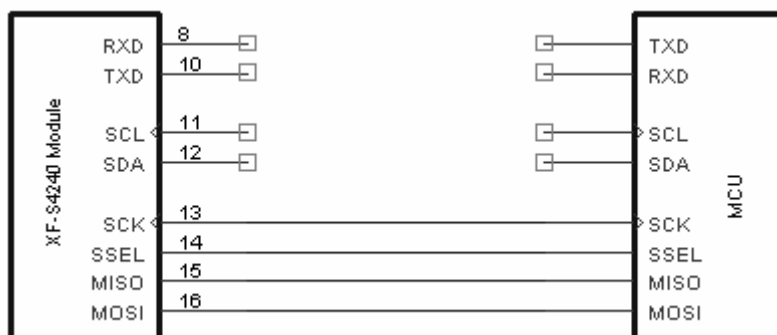 RXD 8 TXD
TXD 10 RXD
SCL 11 SCL
SDA 12 SDA
XF-S4240 Module
MCU
SCK 13 SCK
SSEL 14 SSEL
MISO 15 MISO
MOSI 16 MOSI